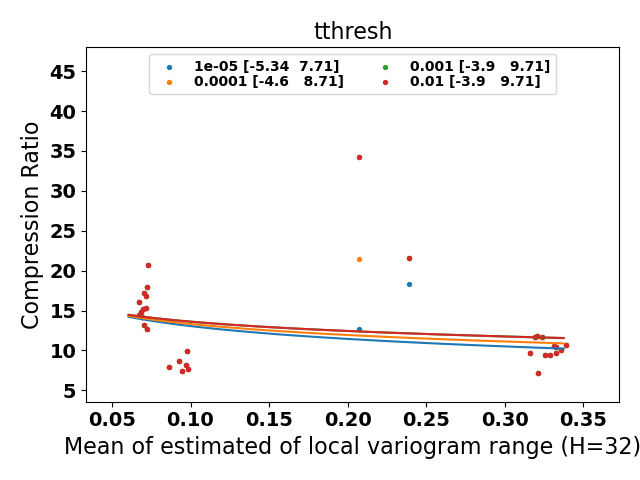 tthresh
1e-05 [-5.34  7.71]
0.0001 [-4.6   8.71]
0.001 [-3.9   9.71]
0.01 [-3.9   9.71]
Compression Ratio
45
40
35
30
25
20
15
10
5
0.05 0.10 0.15 0.20 0.25 0.30 0.35
Mean of estimated of local variogram range (H=32)